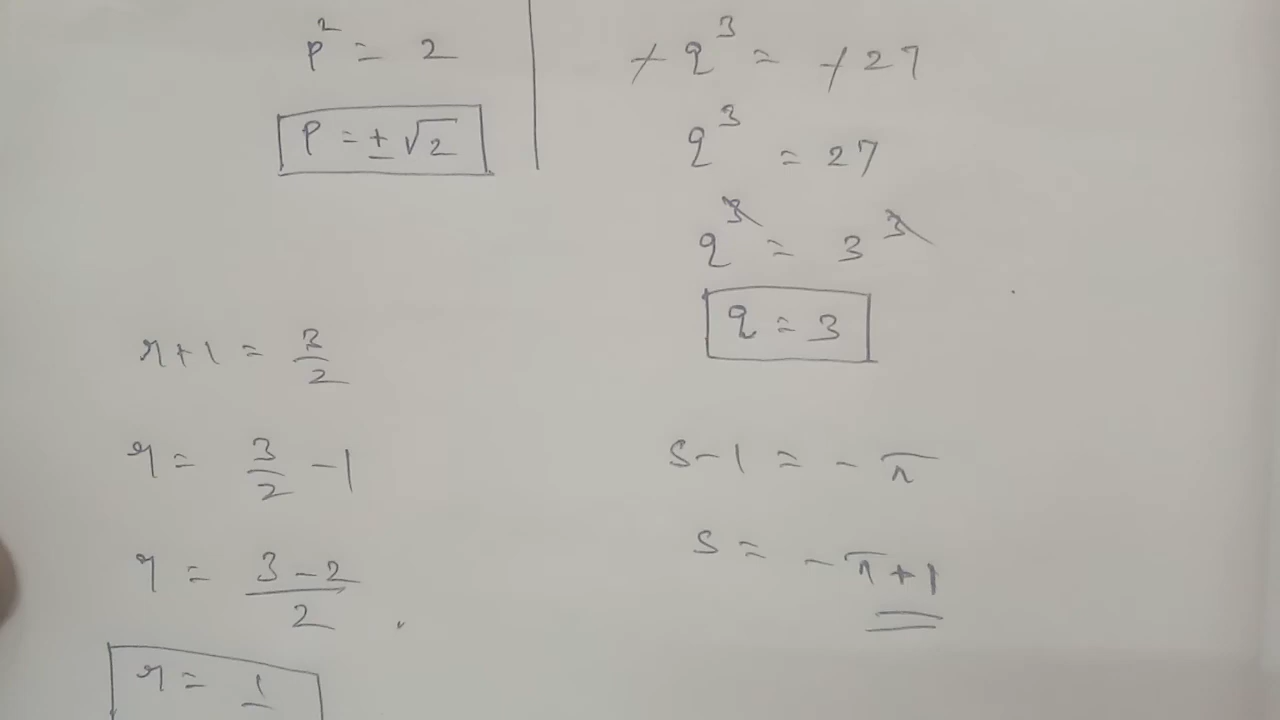 p² = 2
p = ± √2
- q³ = - 27
q³ = 27
q³ = 3³
q = 3
r+1 = 3/2
r = 3/2 - 1
r = (3-2)/2
r = 1
s-1 = - π
s = - π + 1